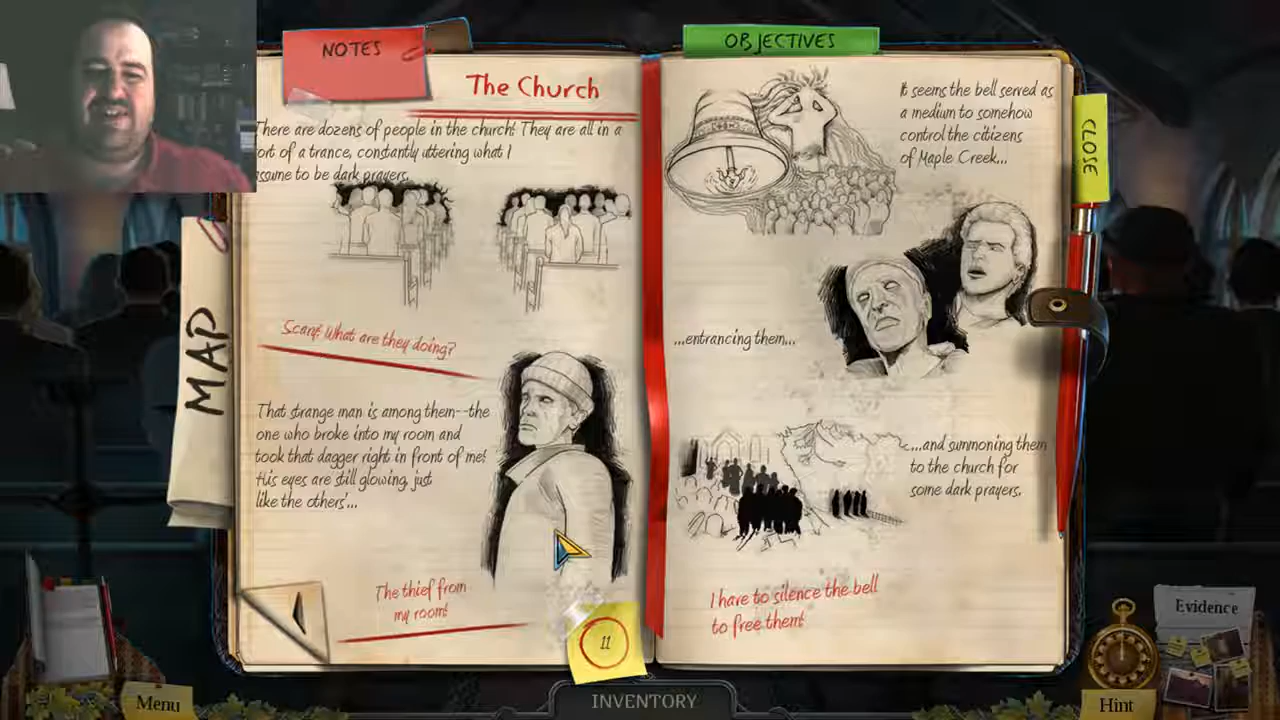 NOTES
OBJECTIVES
The Church
There are dozens of people in the church! They are all in a
ort of a trance, constantly uttering what I
ssume to be dark prayers.
Scary! What are they doing?
That strange man is among them--the
one who broke into my room and
took that dagger right in front of me!
His eyes are still glowing, just
like the others'...
The thief from
my room!
11
It seems the bell served as
a medium to somehow
control the citizens
of Maple Creek...
...entrancing them...
...and summoning them
to the church for
some dark prayers.
I have to silence the bell
to free them!
CLOSE
MAP
Menu
INVENTORY
Evidence
Hint